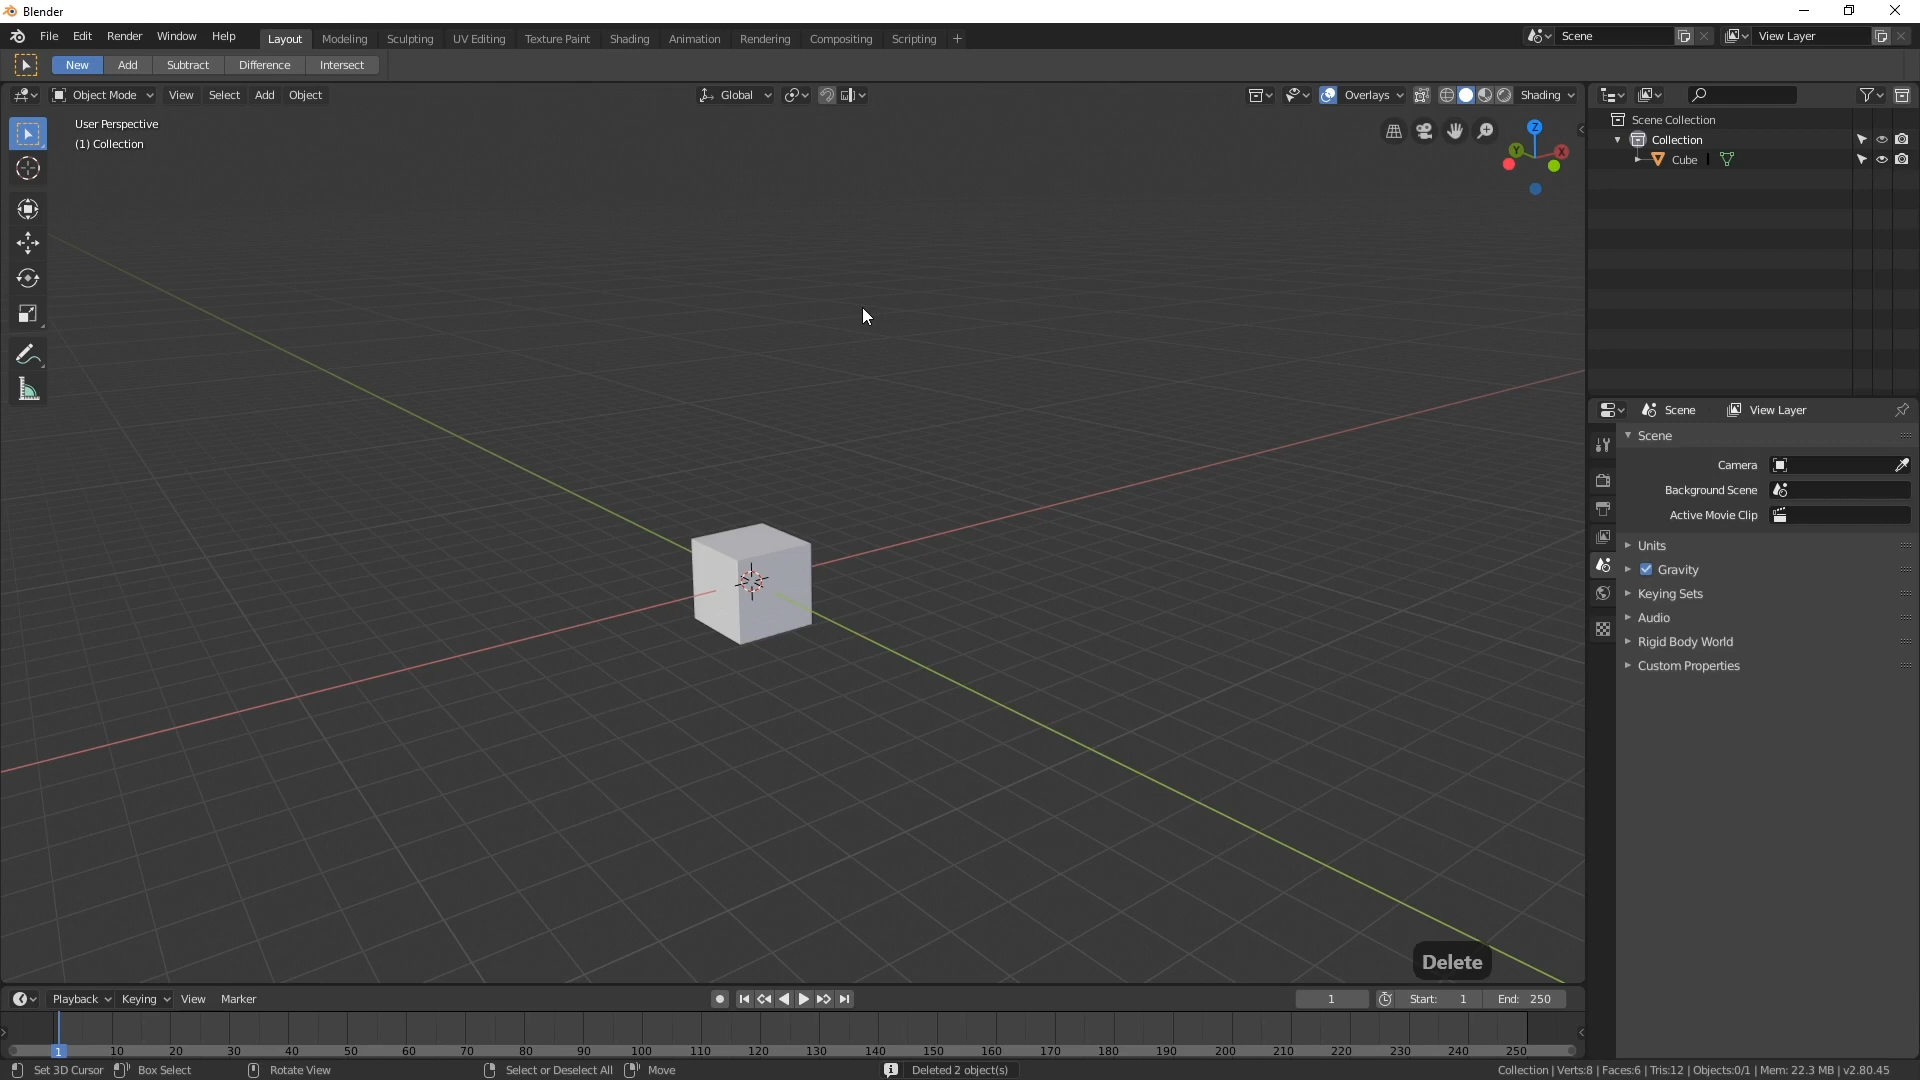 Blender
File Edit Render Window Help Layout Modeling Sculpting UV Editing Texture Paint Shading Animation Rendering Compositing Scripting + Scene View Layer
New Add Subtract Difference Intersect
Object Mode View Select Add Object Global Overlays Shading
User Perspective
(1) Collection
Z
Y X
Scene Collection
Collection
Cube
Scene View Layer
Scene
Camera
Background Scene
Active Movie Clip
Units
Gravity
Keying Sets
Audio
Rigid Body World
Custom Properties
Delete
Playback Keying View Marker 1 Start: 1 End: 250
1 10 20 30 40 50 60 70 80 90 100 110 120 130 140 150 160 170 180 190 200 210 220 230 240 250
Set 3D Cursor Box Select Rotate View Select or Deselect All Move Deleted 2 object(s) Collection | Verts:8 | Faces:6 | Tris:12 | Objects:0/1 | Mem: 22.3 MB | v2.80.45